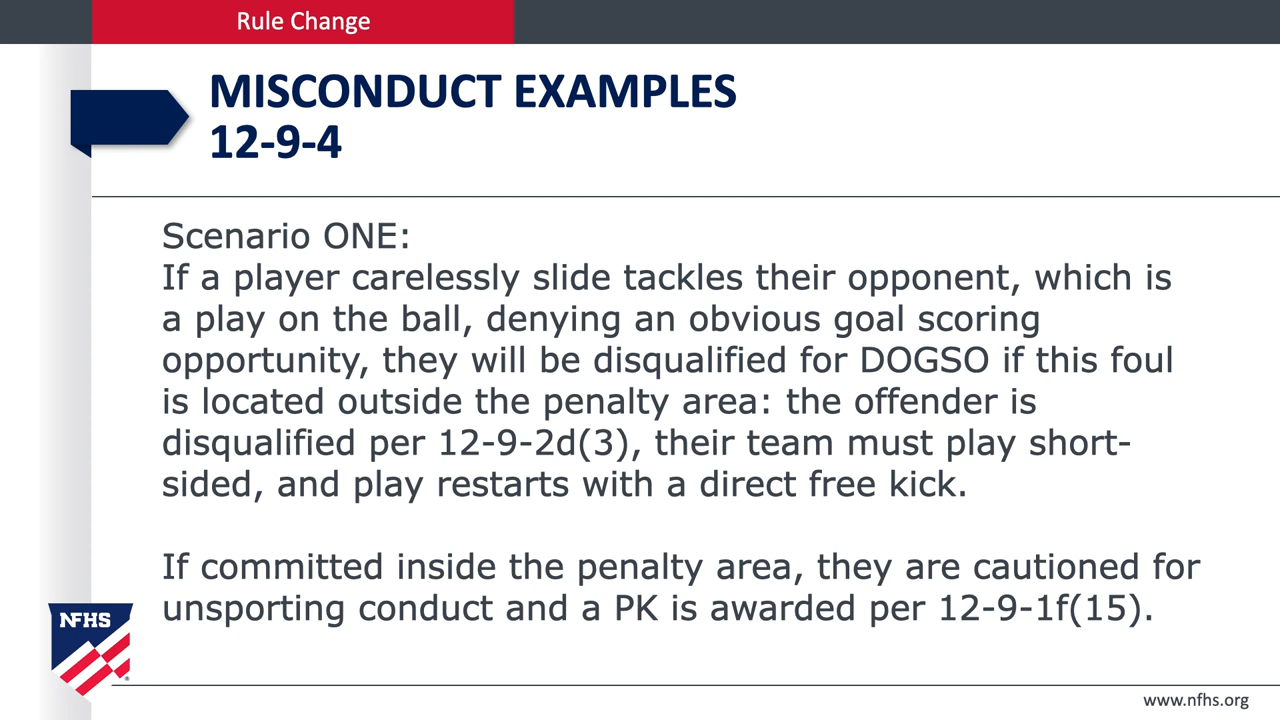 Rule Change
MISCONDUCT EXAMPLES
12-9-4
Scenario ONE:
If a player carelessly slide tackles their opponent, which is
a play on the ball, denying an obvious goal scoring
opportunity, they will be disqualified for DOGSO if this foul
is located outside the penalty area: the offender is
disqualified per 12-9-2d(3), their team must play short-
sided, and play restarts with a direct free kick.
If committed inside the penalty area, they are cautioned for
unsporting conduct and a PK is awarded per 12-9-1f(15).
NFHS
®
www.nfhs.org